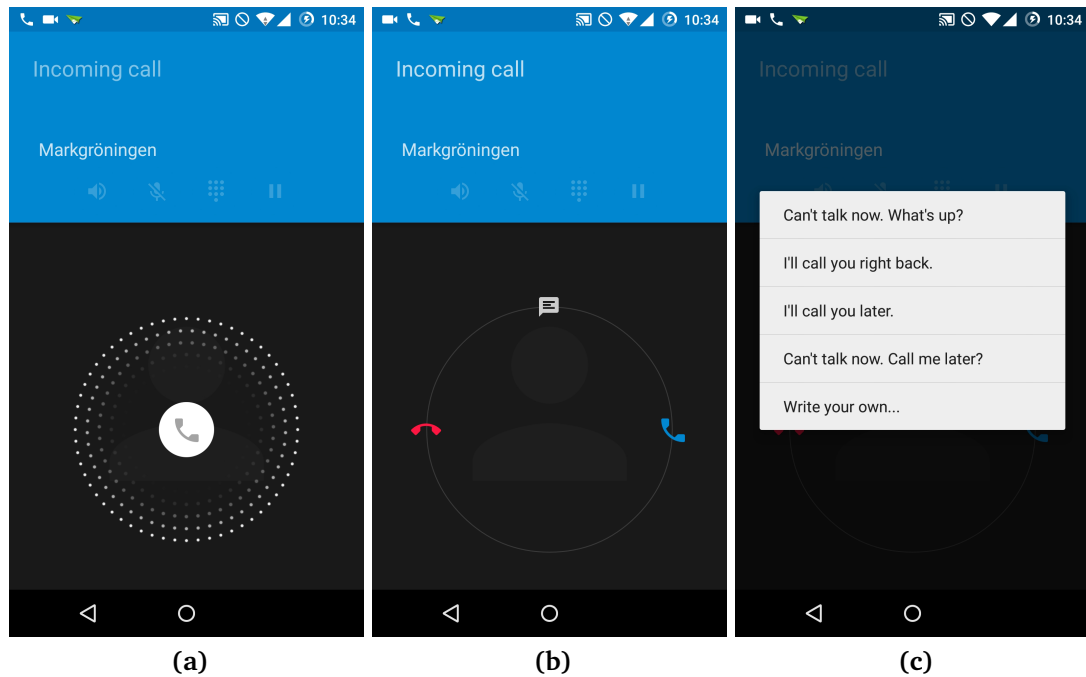 10:34
Incoming call
Markgröningen
(a)
10:34
Incoming call
Markgröningen
(b)
10:34
Incoming call
Markgröningen
Can't talk now. What's up?
I'll call you right back.
I'll call you later.
Can't talk now. Call me later?
Write your own...
(c)